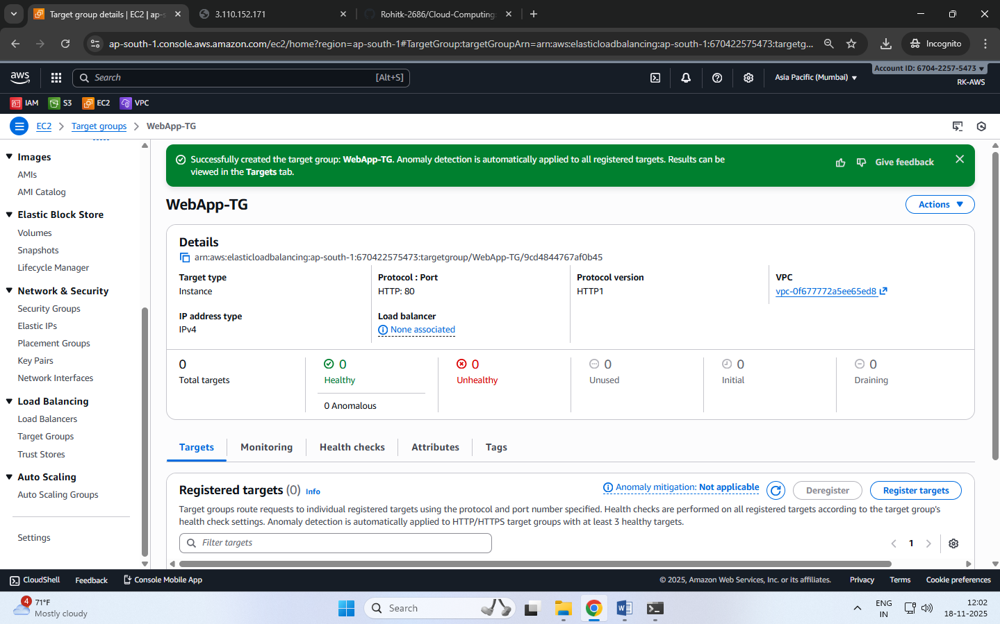 Target group details | EC2 | ap-s
3.110.152.171
Rohitk-2686/Cloud-Computing
ap-south-1.console.aws.amazon.com/ec2/home?region=ap-south-1#TargetGroup:targetGroupArn=arn:aws:elasticloadbalancing:ap-south-1:670422575473:targetg...
Incognito
aws
Search
[Alt+S]
Asia Pacific (Mumbai)
Account ID: 6704-2257-5473
RK-AWS
IAM
S3
EC2
VPC
EC2
Target groups
WebApp-TG
Images
AMIs
AMI Catalog
Elastic Block Store
Volumes
Snapshots
Lifecycle Manager
Network & Security
Security Groups
Elastic IPs
Placement Groups
Key Pairs
Network Interfaces
Load Balancing
Load Balancers
Target Groups
Trust Stores
Auto Scaling
Auto Scaling Groups
Settings
Successfully created the target group: WebApp-TG. Anomaly detection is automatically applied to all registered targets. Results can be
viewed in the Targets tab.
Give feedback
WebApp-TG
Actions
Details
arn:aws:elasticloadbalancing:ap-south-1:670422575473:targetgroup/WebApp-TG/9cd4844767af0b45
Target type
Instance
Protocol : Port
HTTP: 80
Protocol version
HTTP1
VPC
vpc-0f677772a5ee65ed8
IP address type
IPv4
Load balancer
None associated
0
Total targets
0
Healthy
0 Anomalous
0
Unhealthy
0
Unused
0
Initial
0
Draining
Targets
Monitoring
Health checks
Attributes
Tags
Registered targets (0) Info
Anomaly mitigation: Not applicable
Deregister
Register targets
Target groups route requests to individual registered targets using the protocol and port number specified. Health checks are performed on all registered targets according to the target group's
health check settings. Anomaly detection is automatically applied to HTTP/HTTPS target groups with at least 3 healthy targets.
Filter targets
1
CloudShell
Feedback
Console Mobile App
© 2025, Amazon Web Services, Inc. or its affiliates.
Privacy
Terms
Cookie preferences
4
71°F
Mostly cloudy
Search
ENG
IN
12:02
18-11-2025